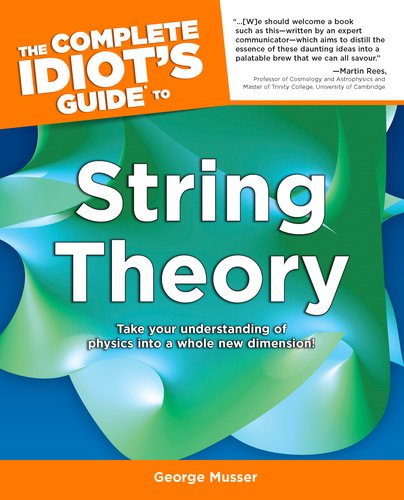 THE COMPLETE
IDIOT'S
GUIDE® TO
"...[W]e should welcome a book
such as this—written by an expert
communicator—which aims to distill the
essence of these daunting ideas into a
palatable brew that we can all savour."
—Martin Rees,
Professor of Cosmology and Astrophysics and
Master of Trinity College, University of Cambridge
String
Theory
Take your understanding of
physics into a whole new dimension!
George Musser